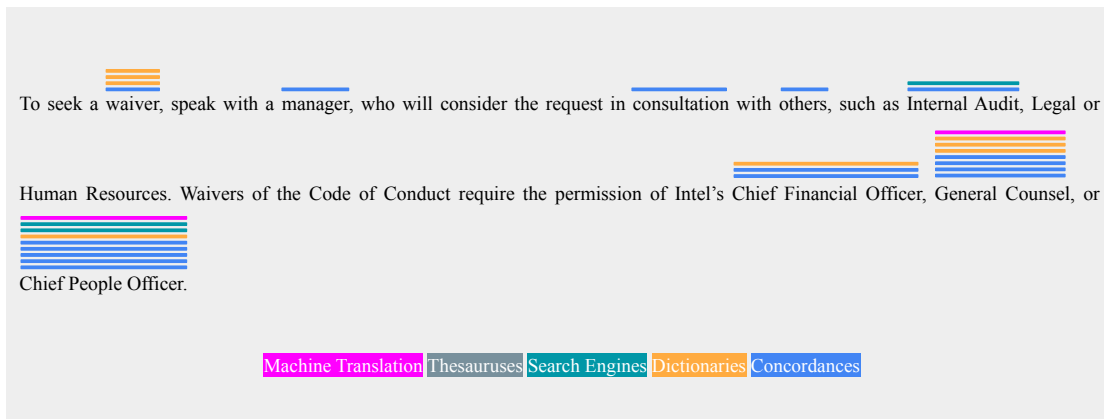 To seek a waiver, speak with a manager, who will consider the request in consultation with others, such as Internal Audit, Legal or
Human Resources. Waivers of the Code of Conduct require the permission of Intel's Chief Financial Officer, General Counsel, or
Chief People Officer.
Machine Translation Thesauruses Search Engines Dictionaries Concordances